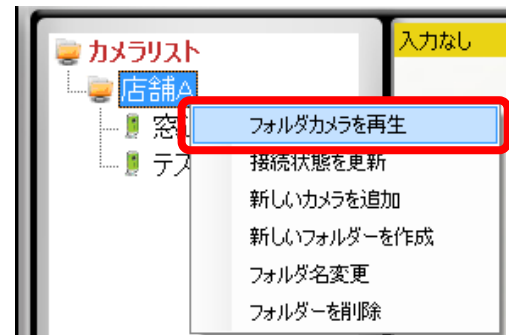 カメラリスト
入力なし
店舗A
フォルダカメラを再生
接続状態を更新
新しいカメラを追加
新しいフォルダーを作成
フォルダ名変更
フォルダーを削除